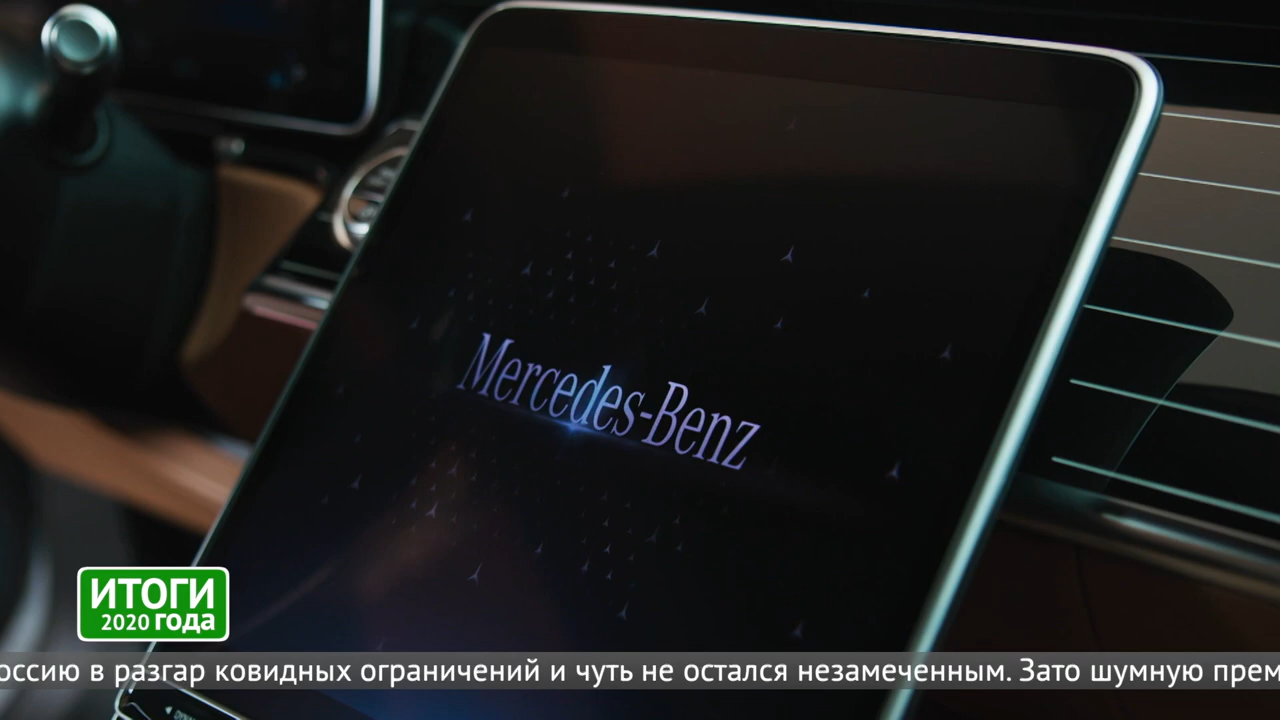 Mercedes-Benz
ИТОГИ
2020 года
оссию в разгар ковидных ограничений и чуть не остался незамеченным. Зато шумную прем